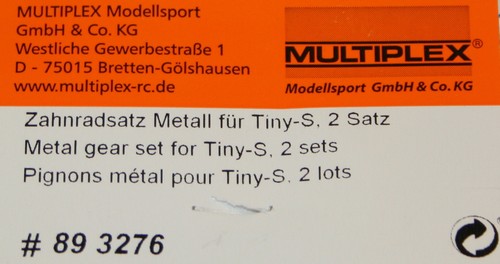 MULTIPLEX Modellsport
GmbH & Co. KG
Westliche Gewerbestraße 1
D - 75015 Bretten-Gölshausen
www.multiplex-rc.de
MULTIPLEX®
Modellsport GmbH & Co. KG
Zahnradsatz Metall für Tiny-S, 2 Satz
Metal gear set for Tiny-S, 2 sets
Pignons métal pour Tiny-S. 2 lots
# 89 3276